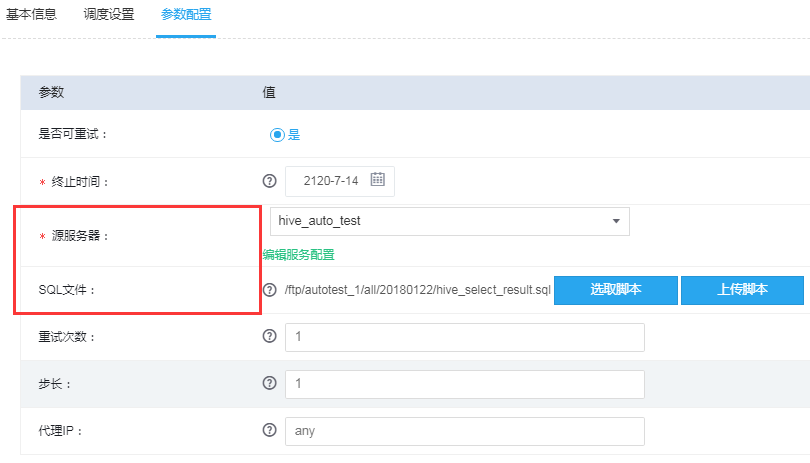 基本信息 调度设置 参数配置
参数 值
是否可重试： 是
* 终止时间： ? 2120-7-14
* 源服务器： hive_auto_test
编辑服务配置
SQL文件： ? /ftp/autotest_1/all/20180122/hive_select_result.sql 选取脚本 上传脚本
重试次数： ? 1
步长： ? 1
代理IP： ? any